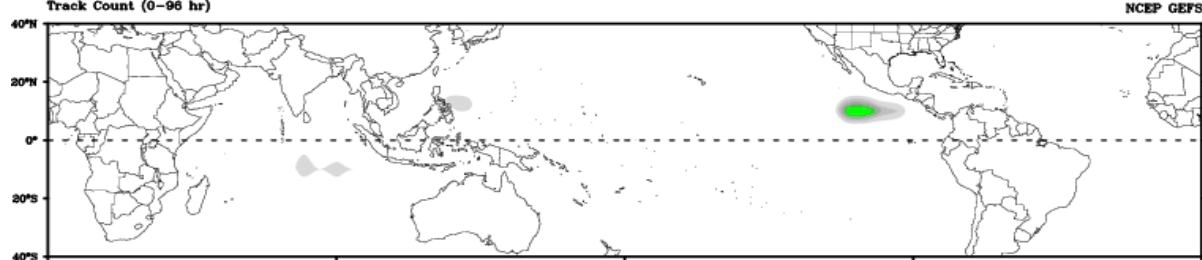 Track Count (0-96 hr)
NCEP GEFS
40°N
20°N
0°
20°S
40°S